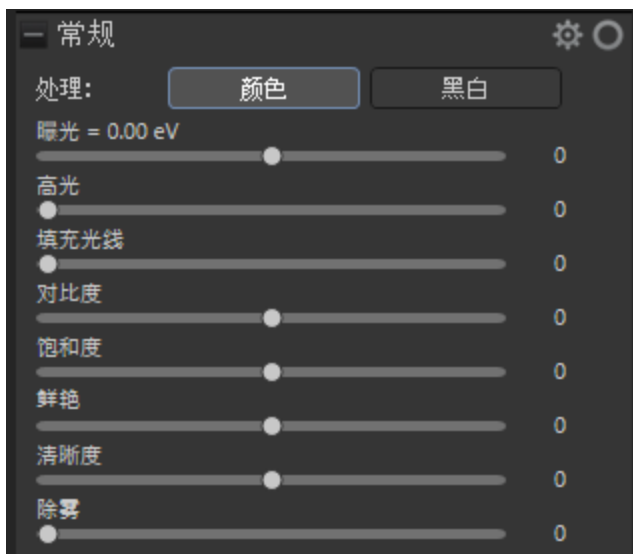 常规
处理: 颜色 黑白
曝光 = 0.00 eV
0
高光
0
填充光线
0
对比度
0
饱和度
0
鲜艳
0
清晰度
0
除雾
0